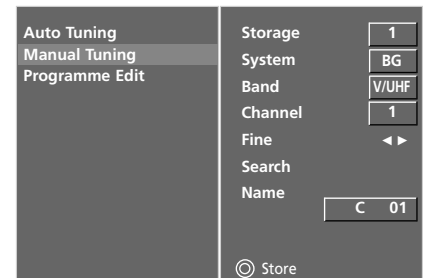 Auto Tuning
Manual Tuning
Programme Edit
Storage 1
System BG
Band V/UHF
Channel 1
Fine ◄ ►
Search
Name
C 01
Store